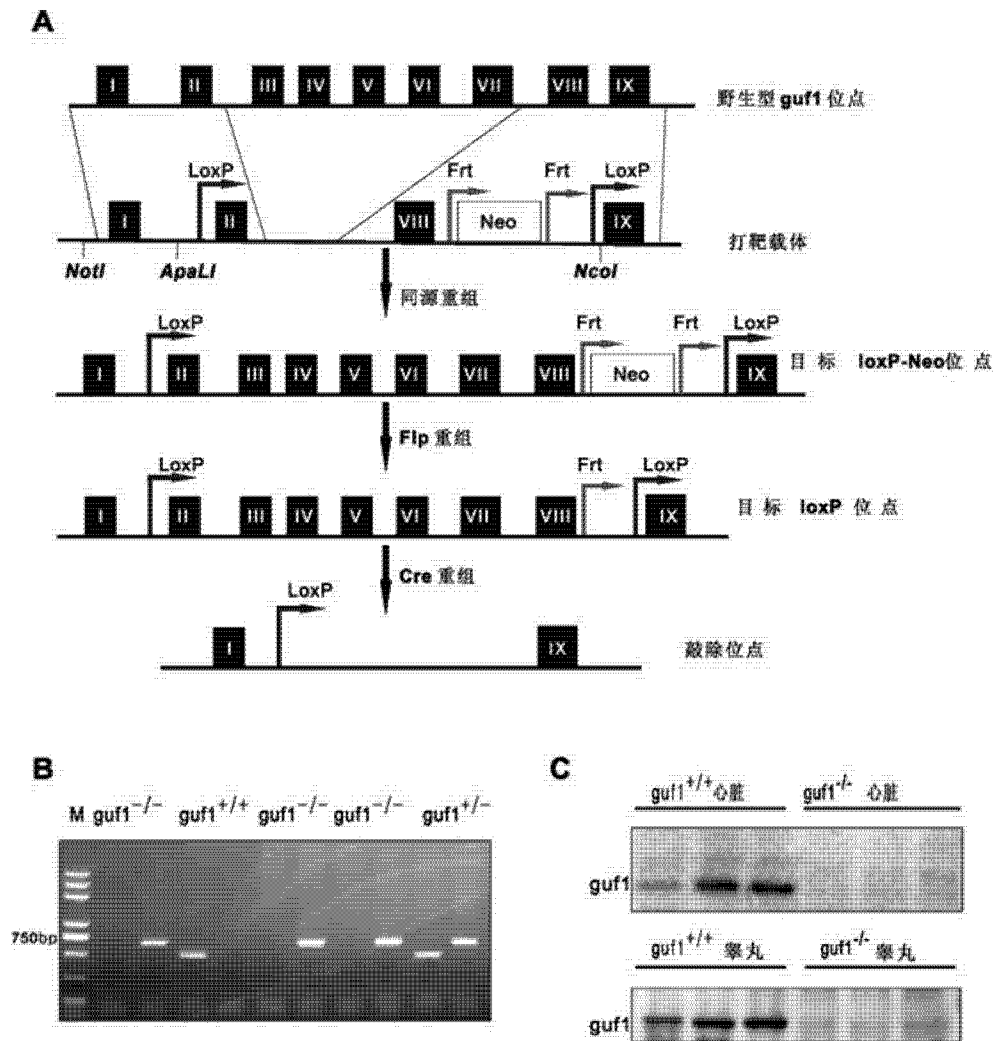 A
I II III IV V VI VII VIII IX
野生型 guf1 位点
LoxP Frt Frt LoxP
I II VIII Neo IX
打靶载体
NotI ApaLI NcoI
同源重组
LoxP Frt Frt LoxP
I II III IV V VI VII VIII Neo IX
目标 loxP-Neo位点
Flp 重组
LoxP Frt LoxP
I II III IV V VI VII VIII IX
目标 loxP 位点
Cre 重组
LoxP
I IX
敲除位点
B
M guf1-/- guf1+/+ guf1-/- guf1-/- guf1+/-
750bp
C
guf1+/+心脏 guf1-/- 心脏
guf1
guf1+/+ 睾丸 guf1-/- 睾丸
guf1